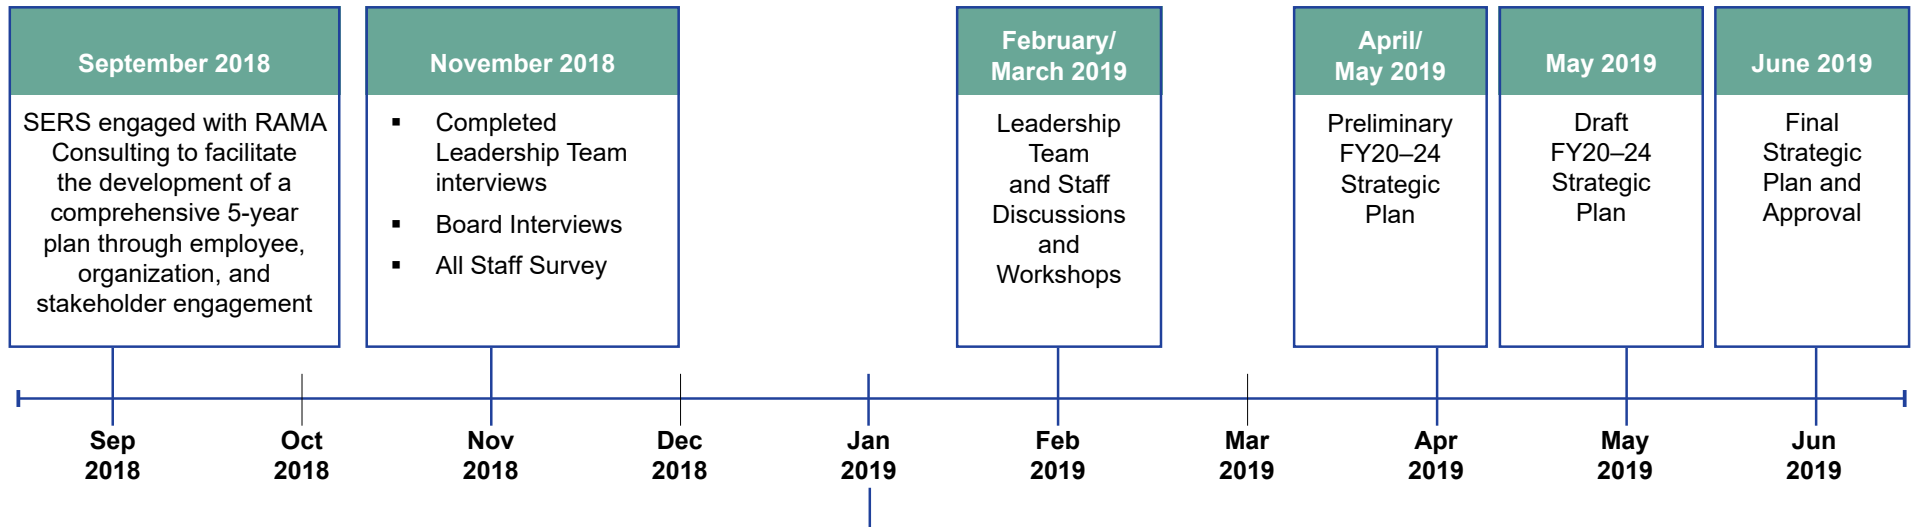 September 2018
SERS engaged with RAMA
Consulting to facilitate
the development of a
comprehensive 5-year
plan through employee,
organization, and
stakeholder engagement
November 2018
▪ Completed
Leadership Team
interviews
▪ Board Interviews
▪ All Staff Survey
February/
March 2019
Leadership
Team
and Staff
Discussions
and
Workshops
April/
May 2019
Preliminary
FY20–24
Strategic
Plan
May 2019
Draft
FY20–24
Strategic
Plan
June 2019
Final
Strategic
Plan and
Approval
Sep
2018
Oct
2018
Nov
2018
Dec
2018
Jan
2019
Feb
2019
Mar
2019
Apr
2019
May
2019
Jun
2019